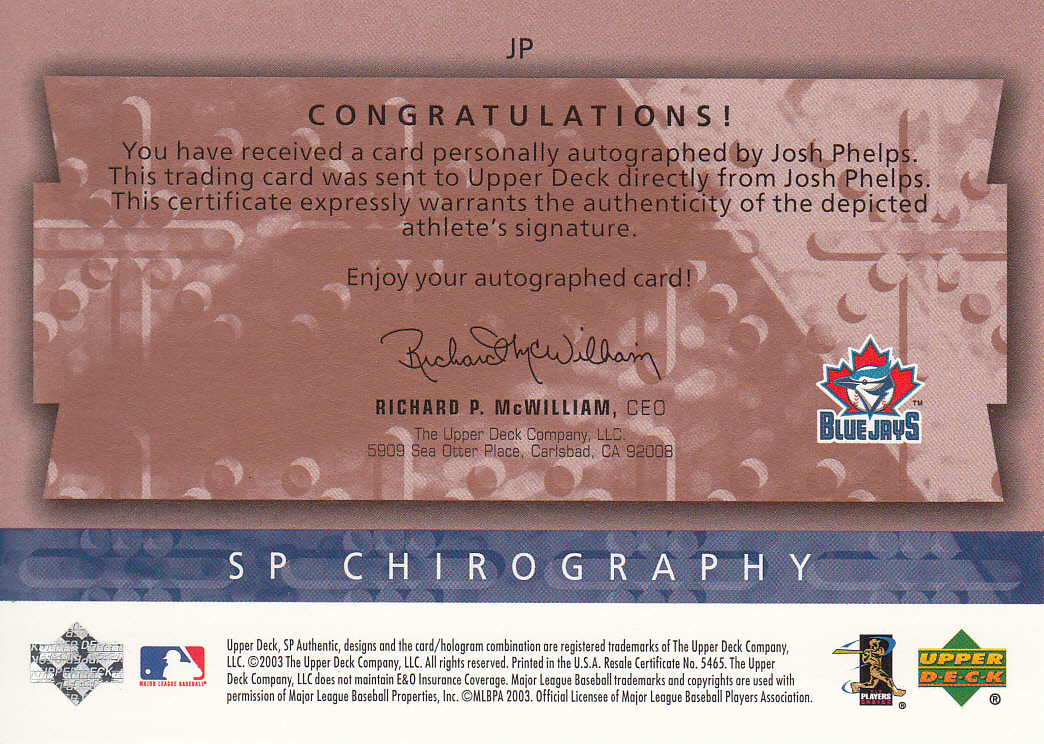 JP
CONGRATULATIONS!
You have received a card personally autographed by Josh Phelps.
This trading card was sent to Upper Deck directly from Josh Phelps.
This certificate expressly warrants the authenticity of the depicted
athlete's signature.
Enjoy your autographed card!
Richard McWilliam
RICHARD P. McWILLIAM, CEO
The Upper Deck Company, LLC.
5909 Sea Otter Place, Carlsbad, CA 92008
BLUE JAYS™
SP CHIROGRAPHY
Upper Deck, SP Authentic, designs and the card/hologram combination are registered trademarks of The Upper Deck Company,
LLC. ©2003 The Upper Deck Company, LLC. All rights reserved. Printed in the U.S.A. Resale Certificate No. 5465. The Upper
Deck Company, LLC does not maintain E&O Insurance Coverage. Major League Baseball trademarks and copyrights are used with
permission of Major League Baseball Properties, Inc. ©MLBPA 2003. Official Licensee of Major League Baseball Players Association.
MAJOR LEAGUE BASEBALL
PLAYERS
CHOICE
®
UPPER
DECK
®